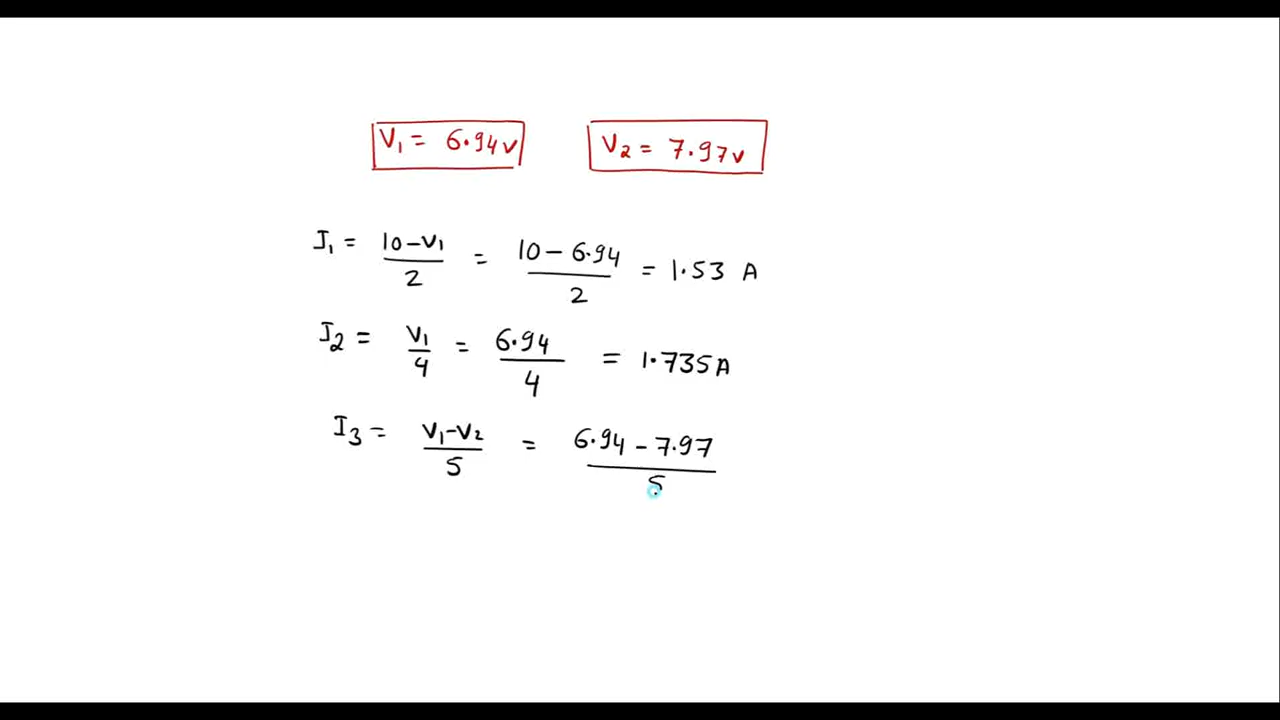 V₁ = 6.94v V₂ = 7.97v
I₁ = 10-V₁/2 = 10-6.94/2 = 1.53 A
I₂ = V₁/4 = 6.94/4 = 1.735A
I₃ = V₁-V₂/5 = 6.94-7.97/5